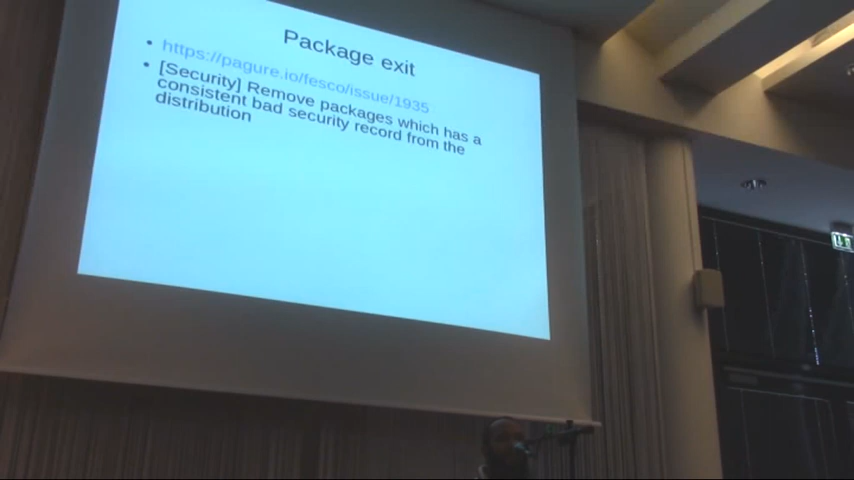 Package exit
• https://pagure.io/fesco/issue/1935
• [Security] Remove packages which has a
consistent bad security record from the
distribution